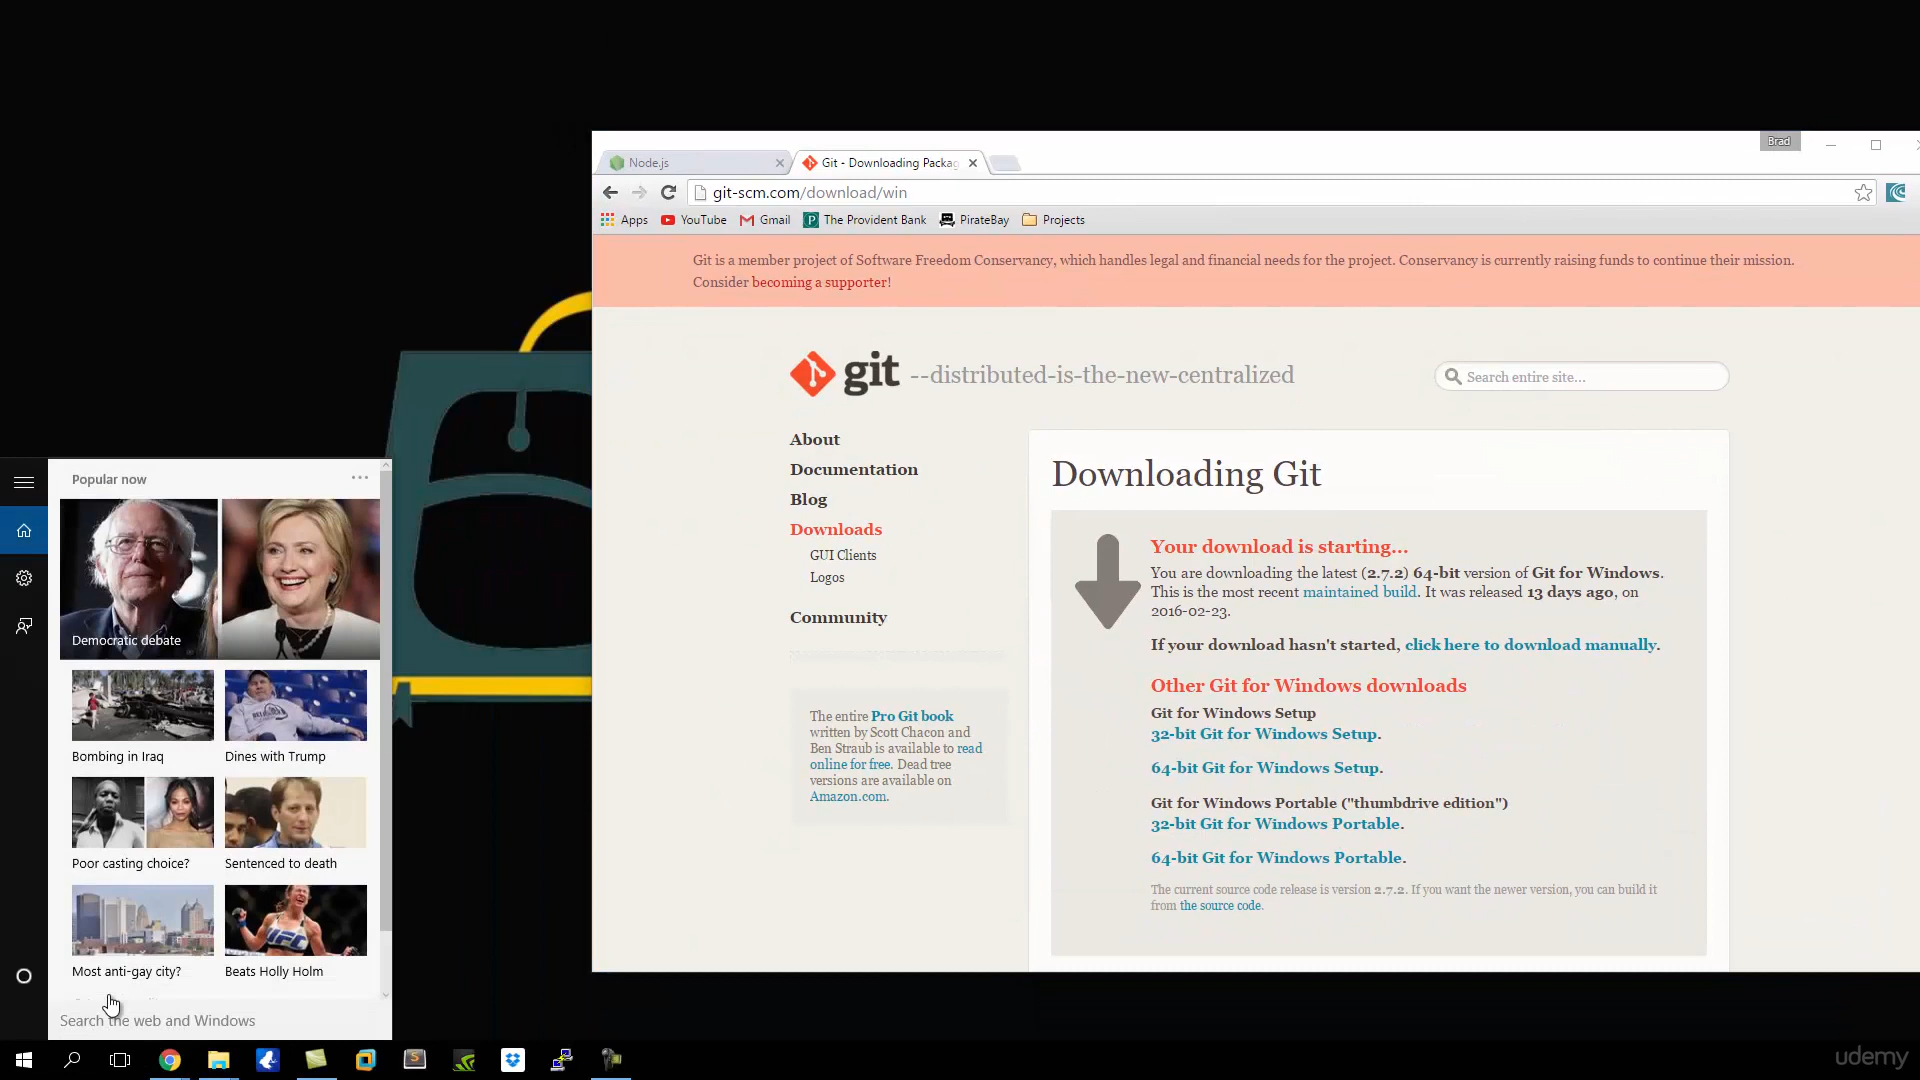 Brad
Node.js
Git - Downloading Packag
git-scm.com/download/win
Apps
YouTube
Gmail
The Provident Bank
PirateBay
Projects
Git is a member project of Software Freedom Conservancy, which handles legal and financial needs for the project. Conservancy is currently raising funds to continue their mission.
Consider becoming a supporter!
git --distributed-is-the-new-centralized
Search entire site...
About
Documentation
Blog
Downloads
GUI Clients
Logos
Community
The entire Pro Git book
written by Scott Chacon and
Ben Straub is available to read
online for free. Dead tree
versions are available on
Amazon.com.
Downloading Git
Your download is starting...
You are downloading the latest (2.7.2) 64-bit version of Git for Windows.
This is the most recent maintained build. It was released 13 days ago, on
2016-02-23.
If your download hasn't started, click here to download manually.
Other Git for Windows downloads
Git for Windows Setup
32-bit Git for Windows Setup.
64-bit Git for Windows Setup.
Git for Windows Portable ("thumbdrive edition")
32-bit Git for Windows Portable.
64-bit Git for Windows Portable.
The current source code release is version 2.7.2. If you want the newer version, you can build it
from the source code.
Popular now
Democratic debate
Bombing in Iraq
Dines with Trump
Poor casting choice?
Sentenced to death
UFC
Most anti-gay city?
Beats Holly Holm
Search the web and Windows
udemy